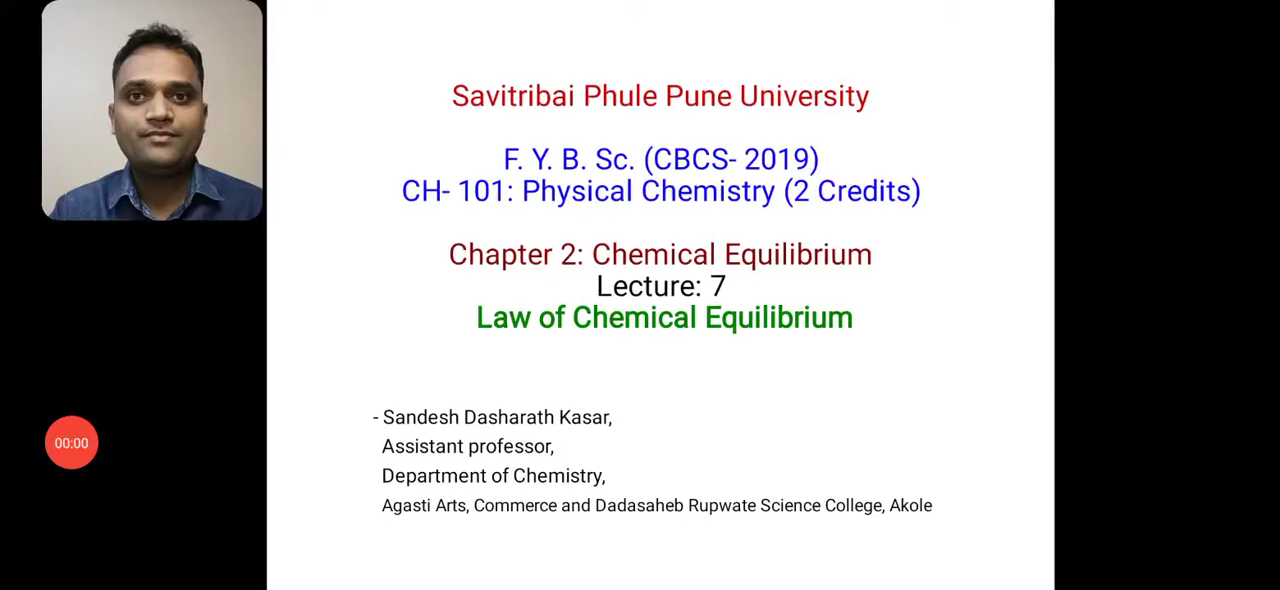 Savitribai Phule Pune University
F. Y. B. Sc. (CBCS- 2019)
CH- 101: Physical Chemistry (2 Credits)
Chapter 2: Chemical Equilibrium
Lecture: 7
Law of Chemical Equilibrium
- Sandesh Dasharath Kasar,
Assistant professor,
Department of Chemistry,
Agasti Arts, Commerce and Dadasaheb Rupwate Science College, Akole
00:00